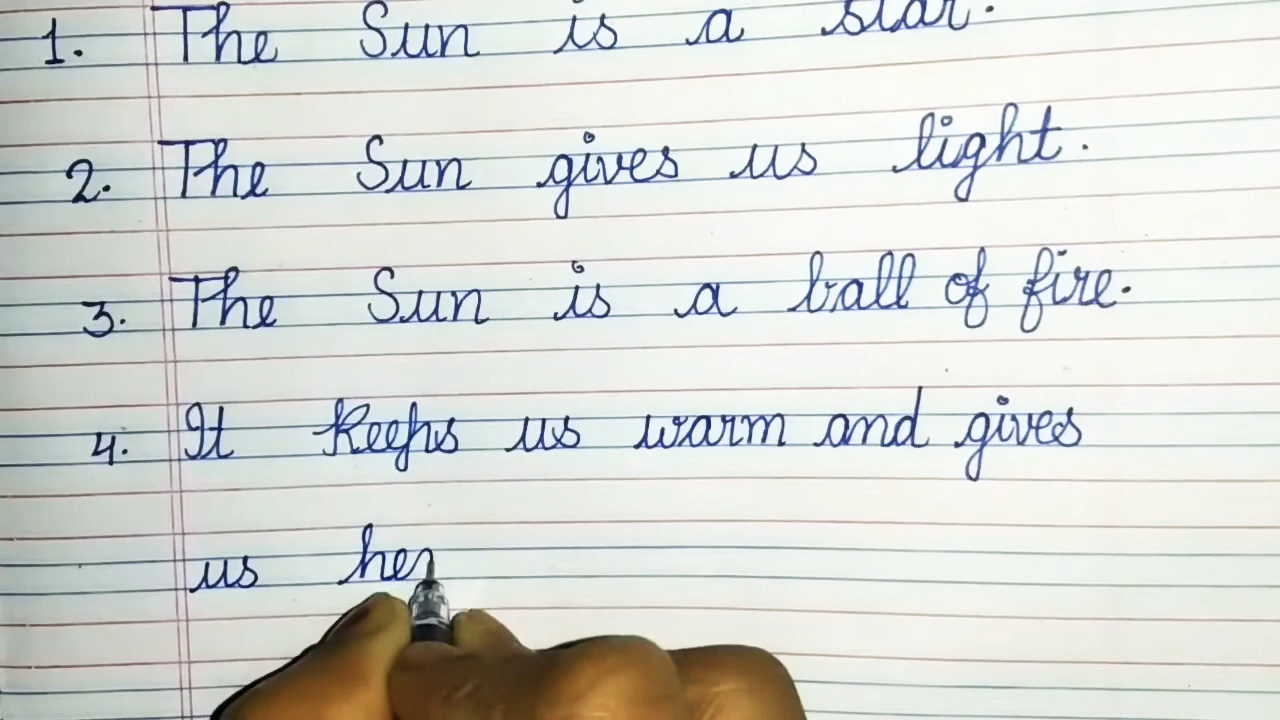 1. The Sun is a star.
2. The Sun gives us light.
3. The Sun is a ball of fire.
4. It keeps us warm and gives
us